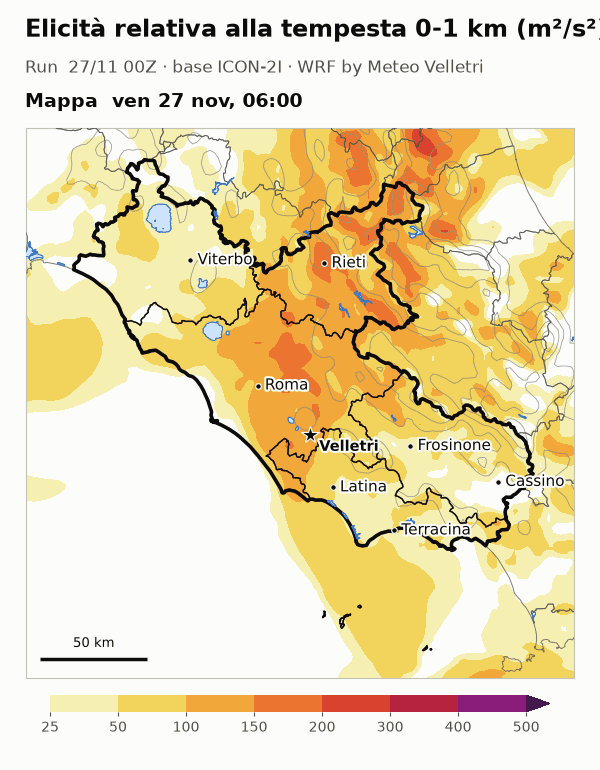 Elicità relativa alla tempesta 0-1 km (m²/s²)
Run  27/11 00Z · base ICON-2I · WRF by Meteo Velletri
Mappa  ven 27 nov, 06:00
Viterbo
Rieti
Roma
Velletri
Frosinone
Latina
Cassino
Terracina
50 km
25 50 100 150 200 300 400 500